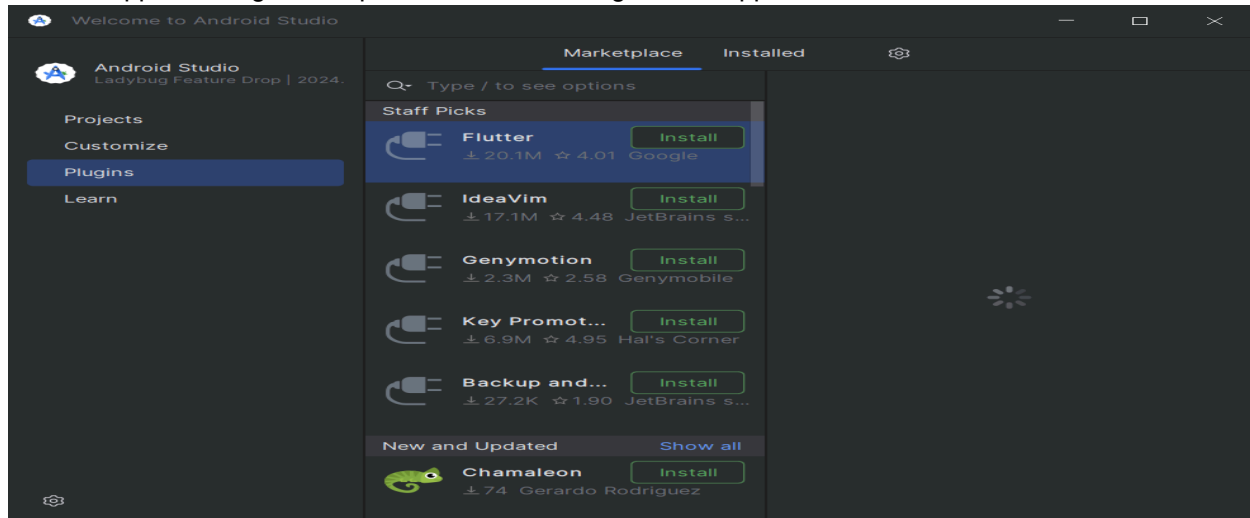 Welcome to Android Studio
Android Studio
Ladybug Feature Drop | 2024.
Projects
Customize
Plugins
Learn
Marketplace Installed
Type / to see options
Staff Picks
Flutter Install
20.1M 4.01 Google
IdeaVim Install
17.1M 4.48 JetBrains s...
Genymotion Install
2.3M 2.58 Genymobile
Key Promot... Install
6.9M 4.95 Hal's Corner
Backup and... Install
27.2K 1.90 JetBrains s...
New and Updated Show all
Chamaleon Install
74 Gerardo Rodriguez